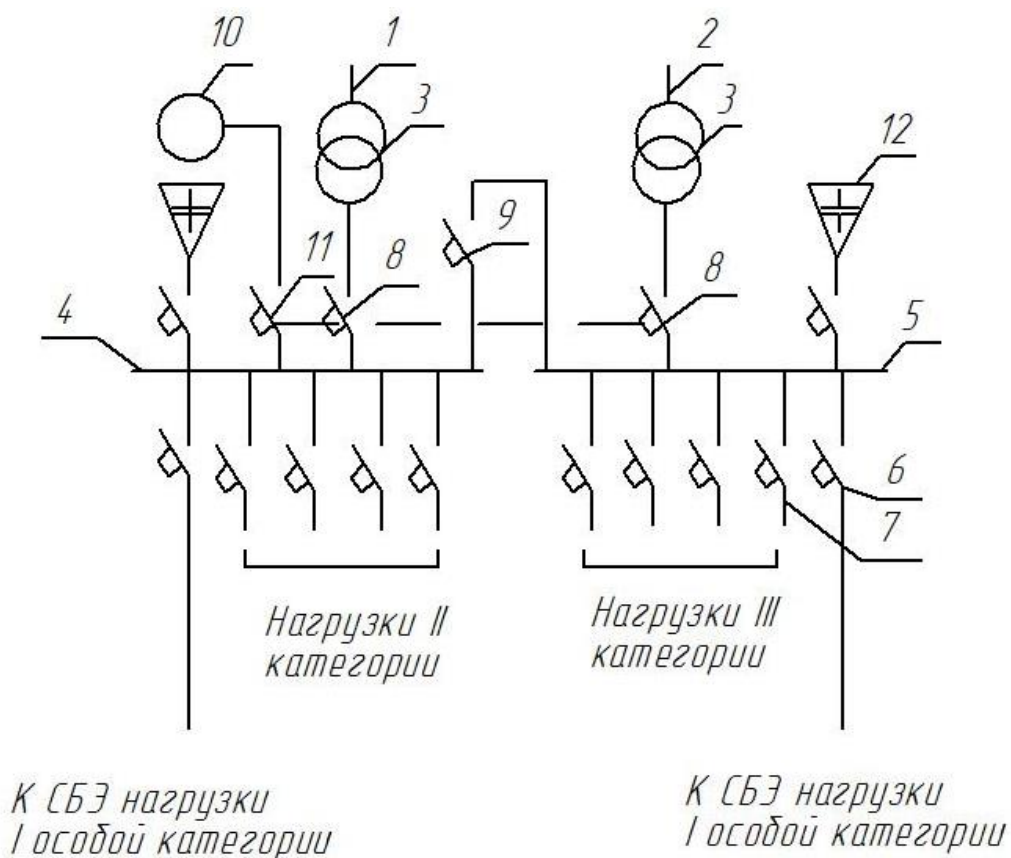 10
1
2
3
3
12
9
11
8
8
4
5
6
7
Нагрузки II
категории
Нагрузки III
категории
К СБЭ нагрузки
I особой категории
К СБЭ нагрузки
I особой категории